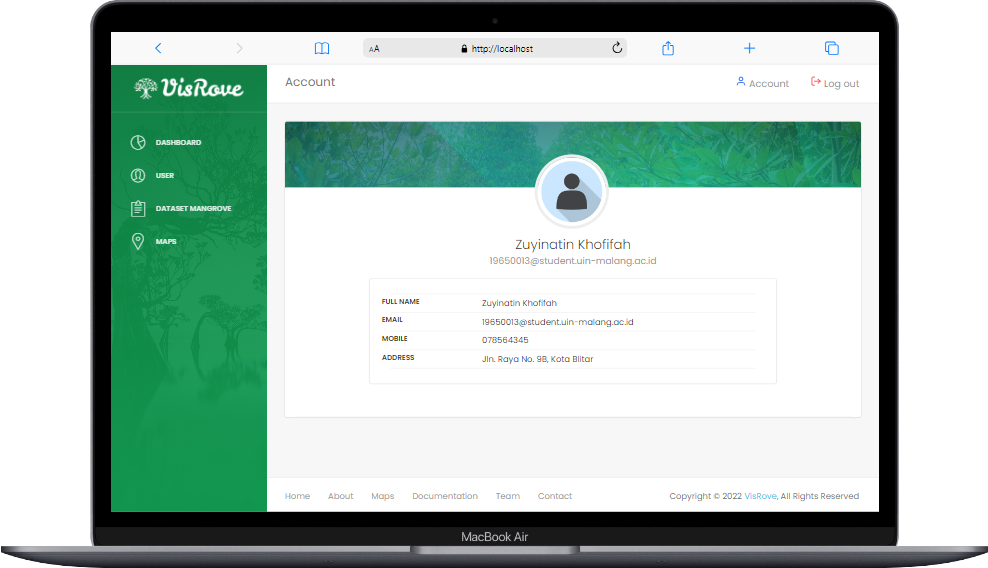 AA http://localhost
VisRove
Account
Account Log out
DASHBOARD
USER
DATASET MANGROVE
MAPS
Zuyinatin Khofifah
19650013@student.uin-malang.ac.id
FULL NAME Zuyinatin Khofifah
EMAIL 19650013@student.uin-malang.ac.id
MOBILE 078564345
ADDRESS Jln. Raya No. 9B, Kota Blitar
Home About Maps Documentation Team Contact
Copyright © 2022 VisRove, All Rights Reserved
MacBook Air